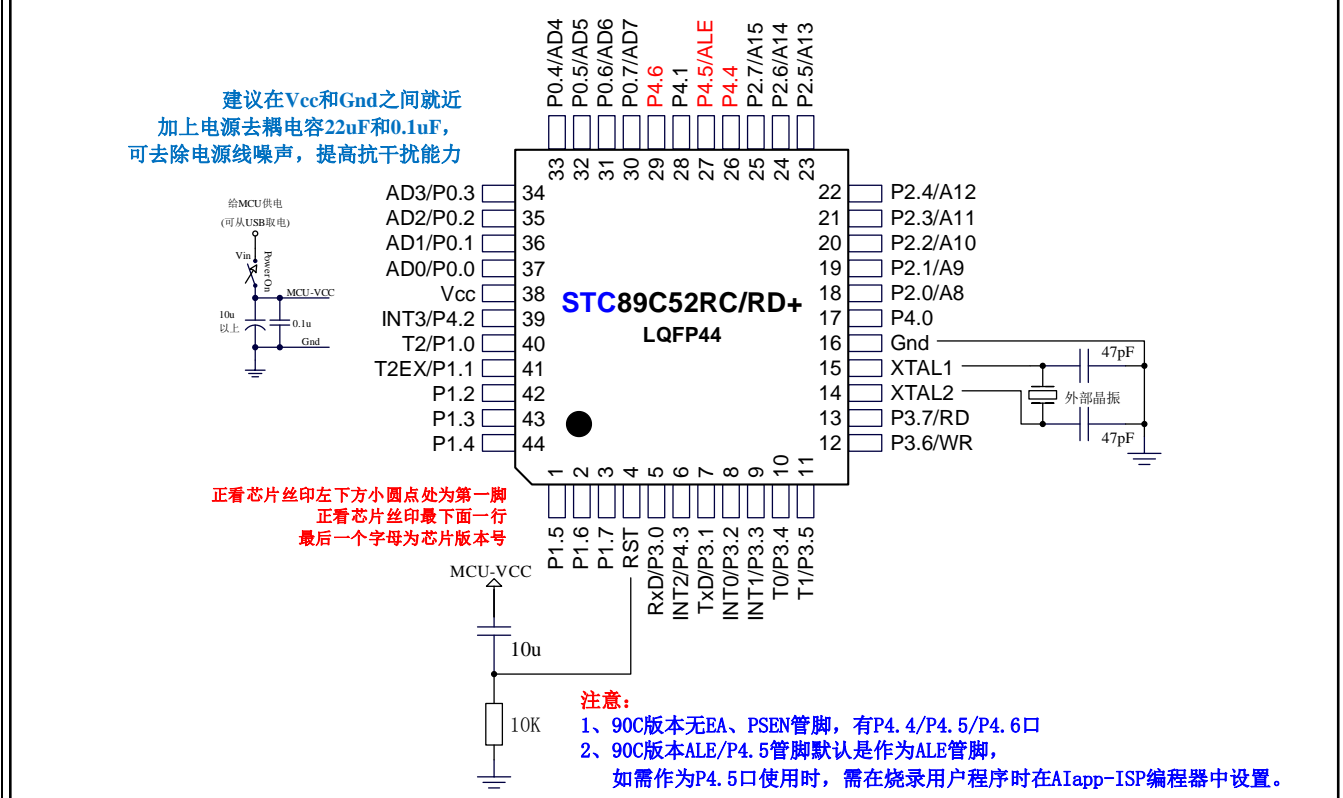 P0.4/AD4
P0.5/AD5
P0.6/AD6
P0.7/AD7
P4.6
P4.1
P4.5/ALE
P4.4
P2.7/A15
P2.6/A14
P2.5/A13
建议在Vcc和Gnd之间就近
加上电源去耦电容22uF和0.1uF，
可去除电源线噪声，提高抗干扰能力
33 32 31 30 29 28 27 26 25 24 23
给MCU供电
(可从USB取电)
Vin
Power On
MCU-VCC
10u
以上
0.1u
Gnd
AD3/P0.3 34
AD2/P0.2 35
AD1/P0.1 36
AD0/P0.0 37
Vcc 38
INT3/P4.2 39
T2/P1.0 40
T2EX/P1.1 41
P1.2 42
P1.3 43
P1.4 44
STC89C52RC/RD+
LQFP44
22 P2.4/A12
21 P2.3/A11
20 P2.2/A10
19 P2.1/A9
18 P2.0/A8
17 P4.0
16 Gnd
15 XTAL1
14 XTAL2
13 P3.7/RD
12 P3.6/WR
47pF
外部晶振
47pF
1 2 3 4 5 6 7 8 9 10 11
正看芯片丝印左下方小圆点处为第一脚
正看芯片丝印最下面一行
最后一个字母为芯片版本号
P1.5
P1.6
P1.7
RST
RxD/P3.0
INT2/P4.3
TxD/P3.1
INT0/P3.2
INT1/P3.3
T0/P3.4
T1/P3.5
MCU-VCC
10u
10K
注意：
1、90C版本无EA、PSEN管脚，有P4.4/P4.5/P4.6口
2、90C版本ALE/P4.5管脚默认是作为ALE管脚，
如需作为P4.5口使用时，需在烧录用户程序时在AIapp-ISP编程器中设置。